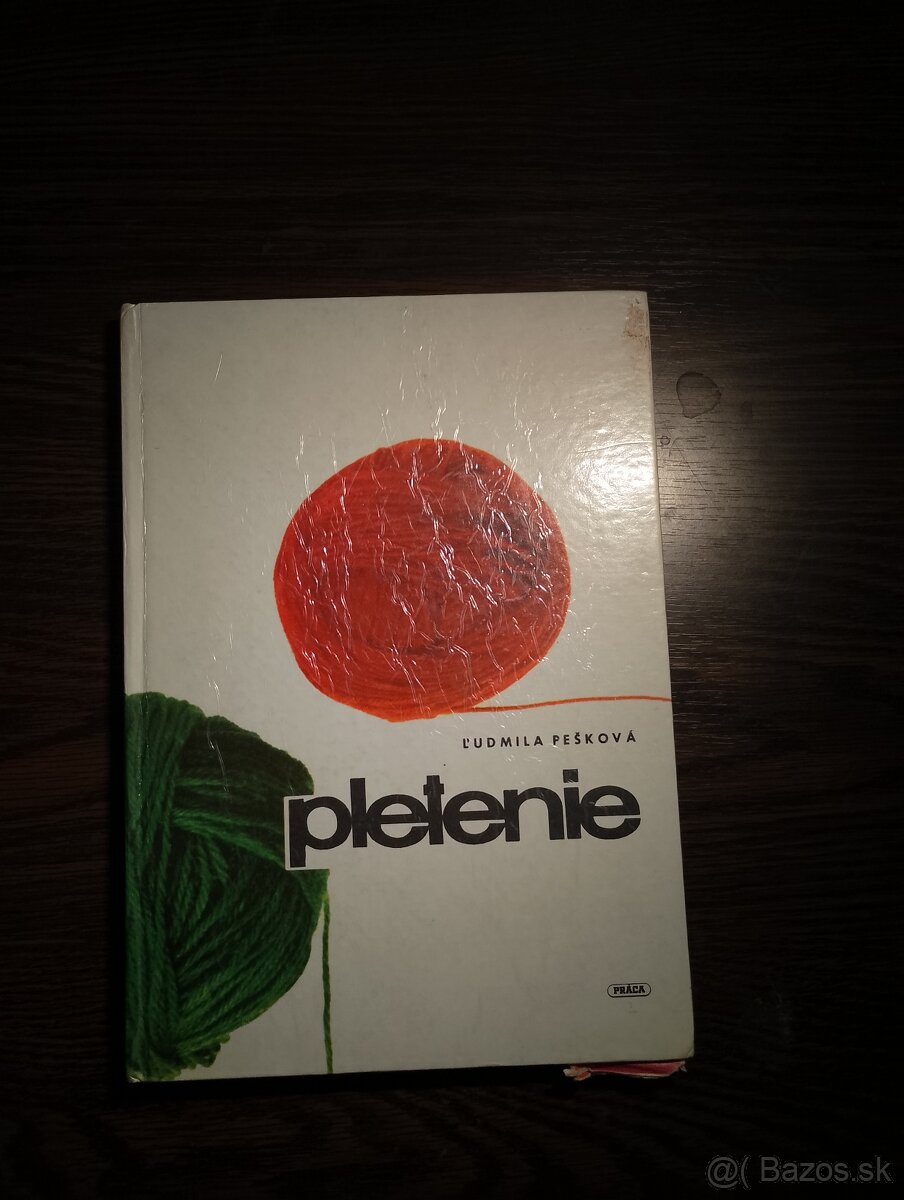 ĽUDMILA PEŠKOVÁ
pletenie
PRÁCA
@( Bazos.sk